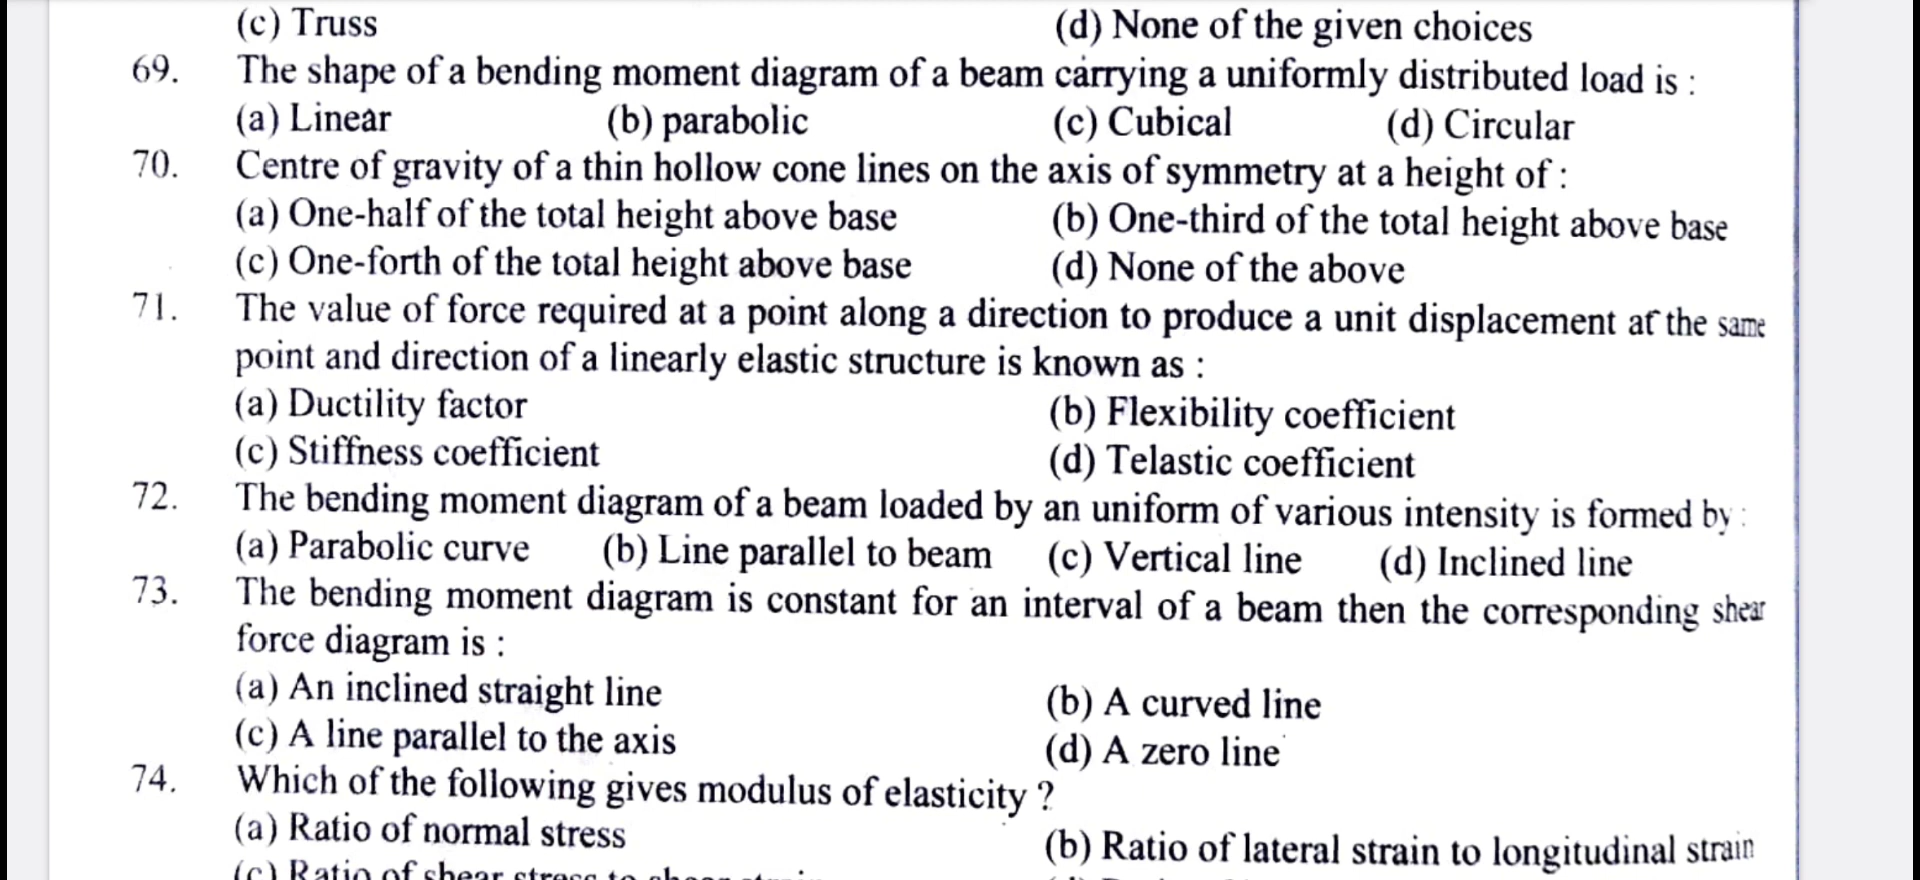 (c) Truss (d) None of the given choices
69. The shape of a bending moment diagram of a beam carrying a uniformly distributed load is :
(a) Linear (b) parabolic (c) Cubical (d) Circular
70. Centre of gravity of a thin hollow cone lines on the axis of symmetry at a height of :
(a) One-half of the total height above base (b) One-third of the total height above base
(c) One-forth of the total height above base (d) None of the above
71. The value of force required at a point along a direction to produce a unit displacement at the same
point and direction of a linearly elastic structure is known as :
(a) Ductility factor (b) Flexibility coefficient
(c) Stiffness coefficient (d) Telastic coefficient
72. The bending moment diagram of a beam loaded by an uniform of various intensity is formed by :
(a) Parabolic curve (b) Line parallel to beam (c) Vertical line (d) Inclined line
73. The bending moment diagram is constant for an interval of a beam then the corresponding shear
force diagram is :
(a) An inclined straight line (b) A curved line
(c) A line parallel to the axis (d) A zero line
74. Which of the following gives modulus of elasticity ?
(a) Ratio of normal stress (b) Ratio of lateral strain to longitudinal strain
(c) Ratio of shear stress to shear strain